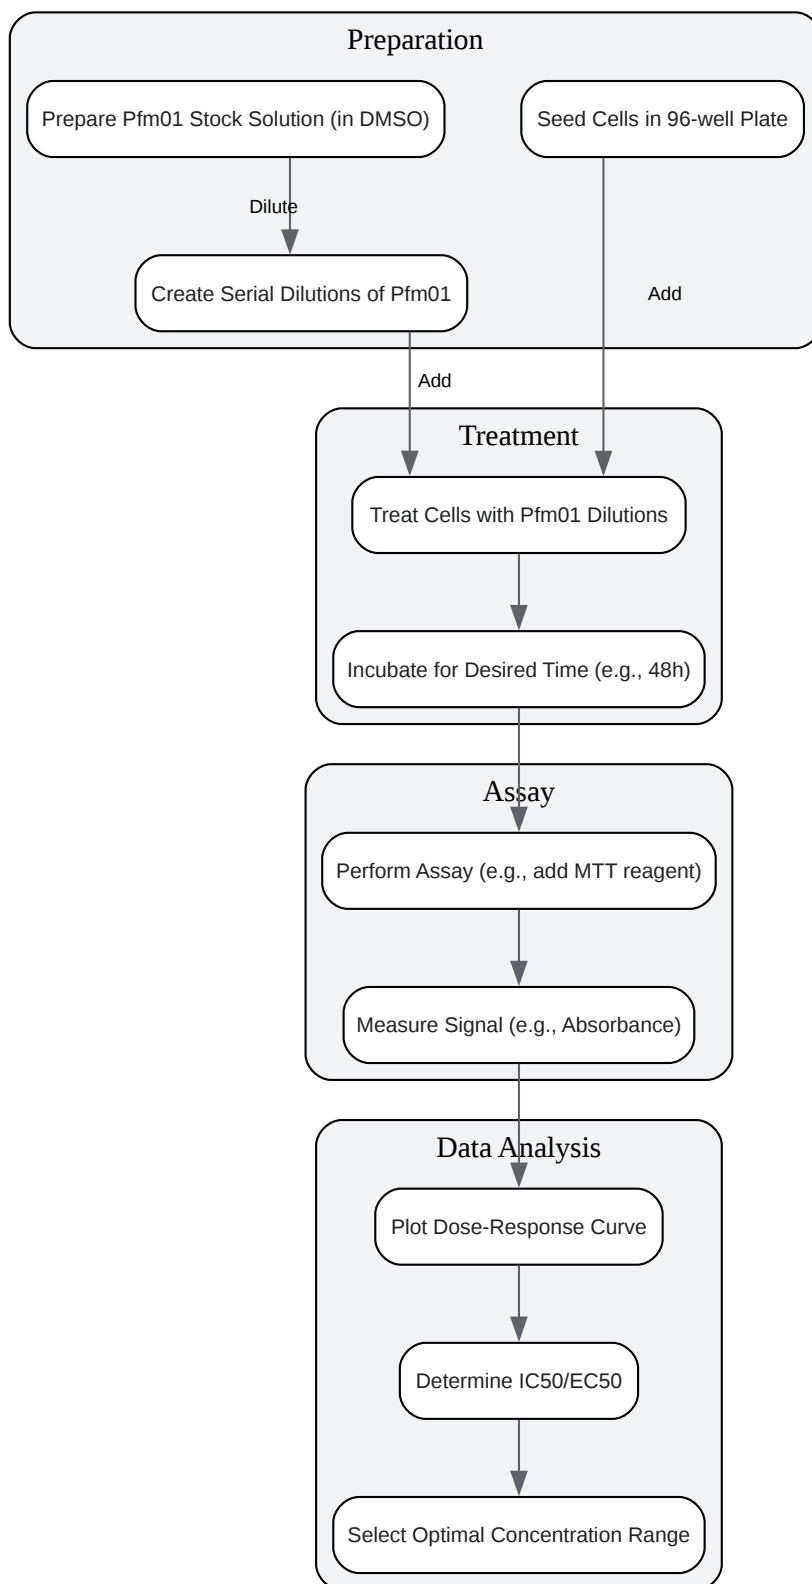 Preparation
Prepare Pfm01 Stock Solution (in DMSO)
Seed Cells in 96-well Plate
Dilute
Create Serial Dilutions of Pfm01
Add
Add
Treatment
Treat Cells with Pfm01 Dilutions
Incubate for Desired Time (e.g., 48h)
Assay
Perform Assay (e.g., add MTT reagent)
Measure Signal (e.g., Absorbance)
Data Analysis
Plot Dose-Response Curve
Determine IC50/EC50
Select Optimal Concentration Range